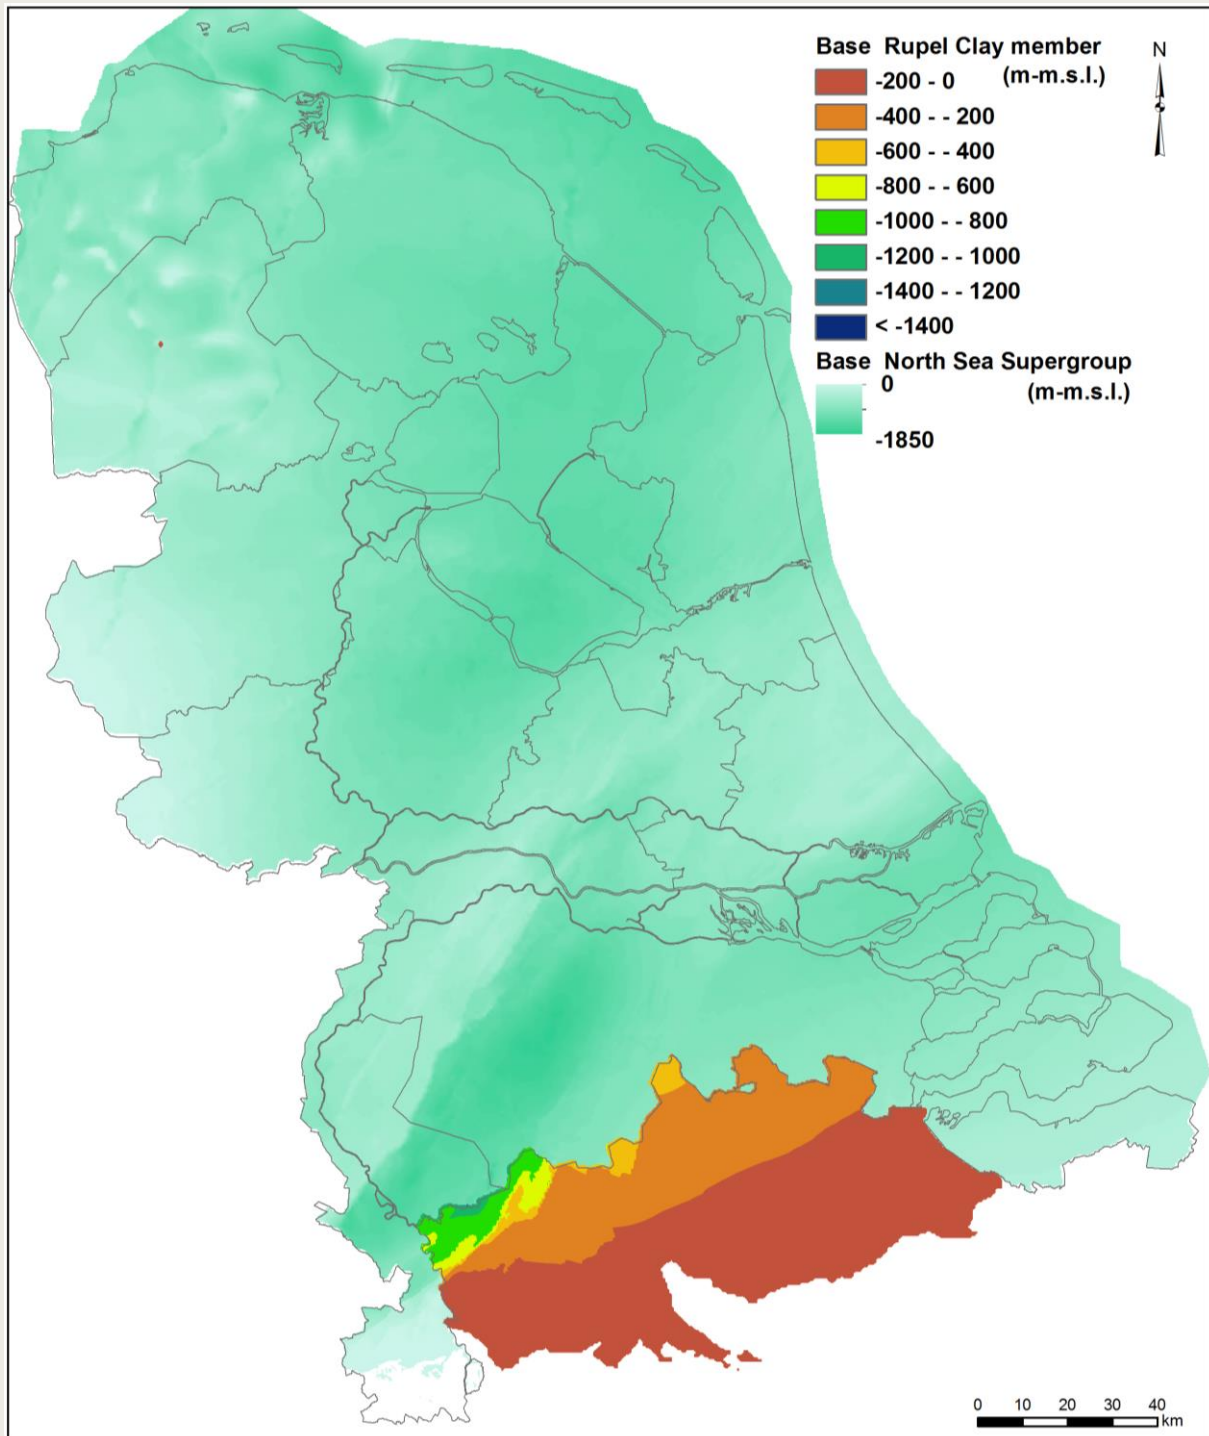 Base Rupel Clay member
(m-m.s.l.)
N
-200 - 0
-400 - - 200
-600 - - 400
-800 - - 600
-1000 - - 800
-1200 - - 1000
-1400 - - 1200
< -1400
Base North Sea Supergroup
(m-m.s.l.)
0
-1850
0 10 20 30 40
km